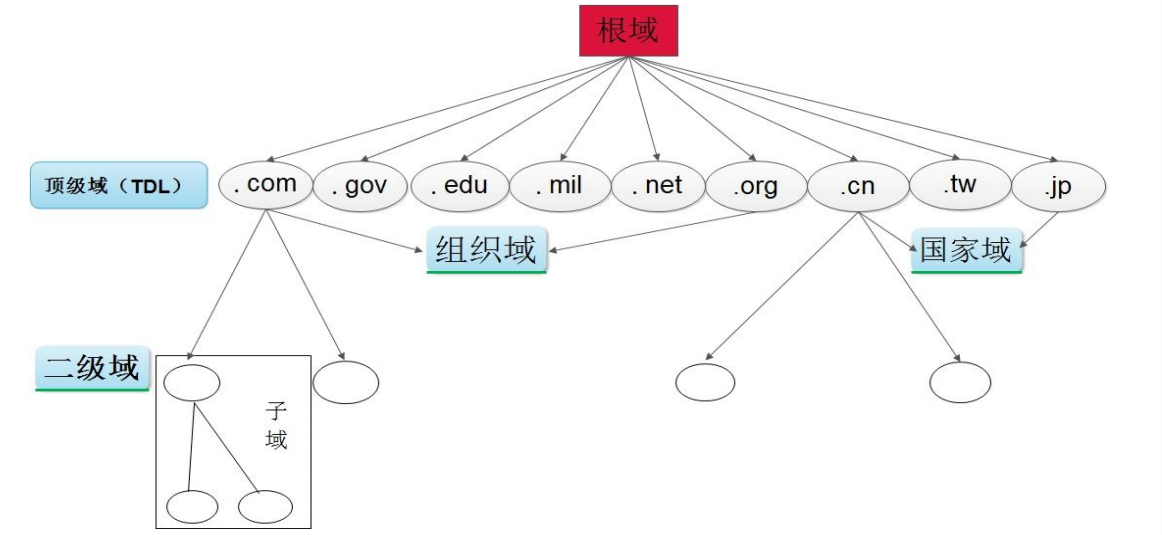 根域
顶级域（TDL）
. com
. gov
. edu
. mil
. net
.org
.cn
.tw
.jp
组织域
国家域
二级域
子
域